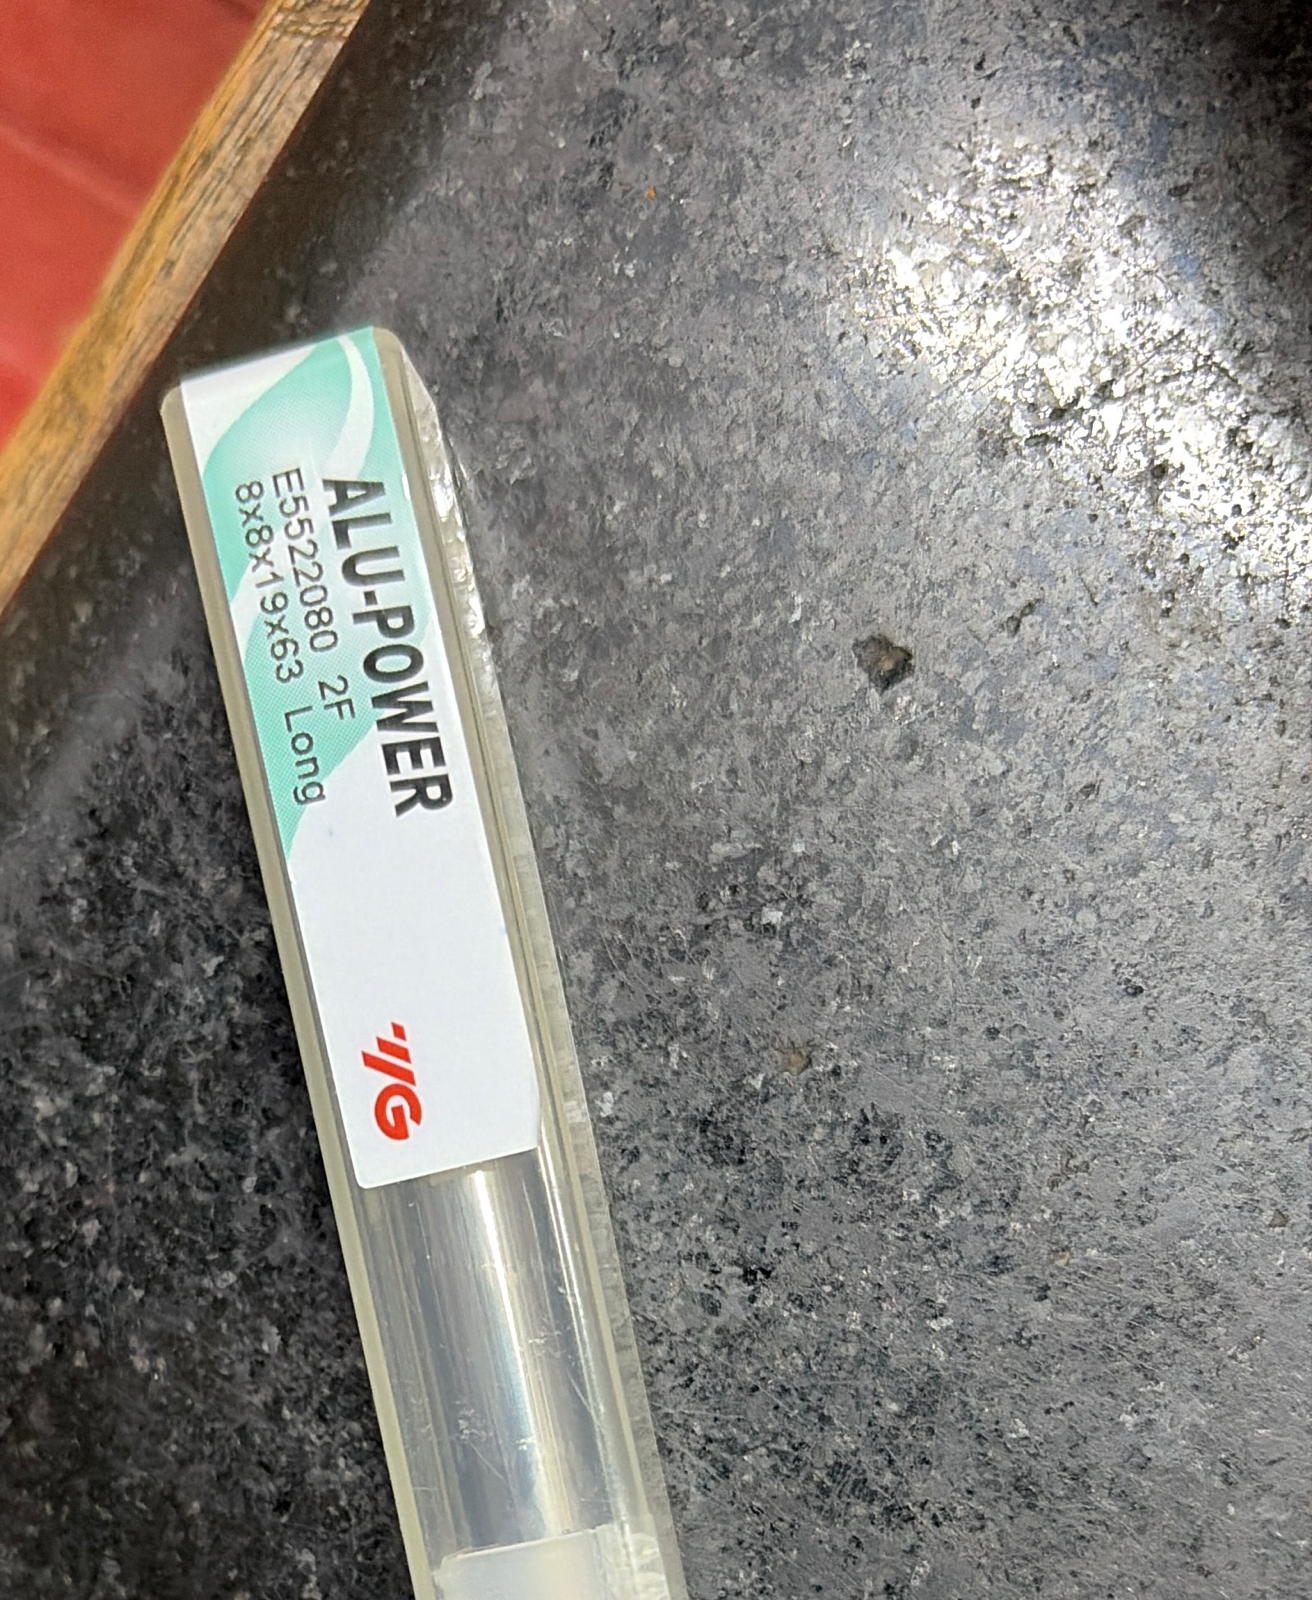 ALU-POWER
E5522080 2F
8x8x19x63 Long
YG